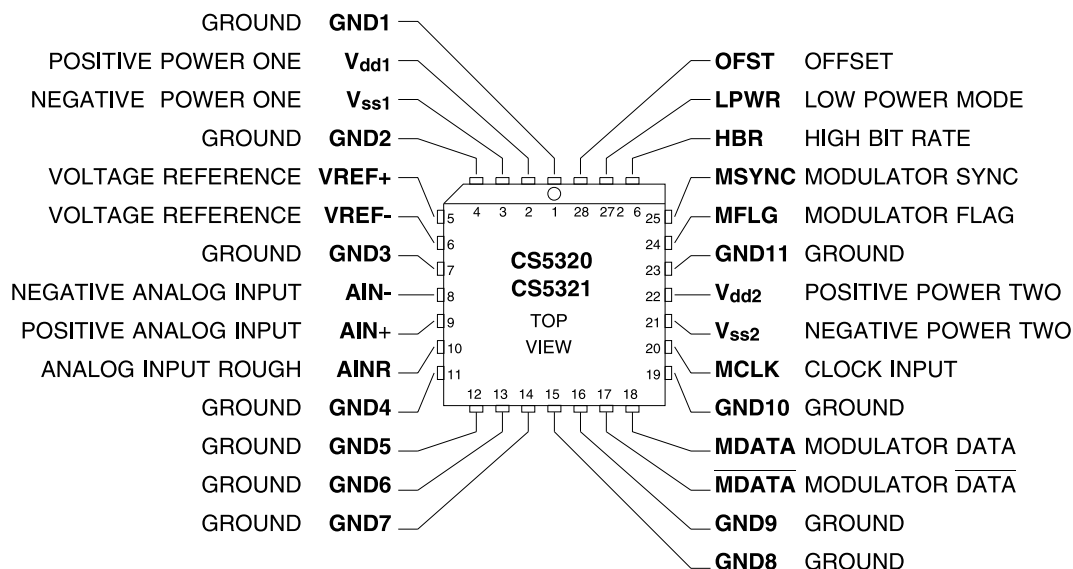 GROUND GND1
POSITIVE POWER ONE Vdd1
NEGATIVE POWER ONE Vss1
GROUND GND2
VOLTAGE REFERENCE VREF+
VOLTAGE REFERENCE VREF-
GROUND GND3
NEGATIVE ANALOG INPUT AIN-
POSITIVE ANALOG INPUT AIN+
ANALOG INPUT ROUGH AINR
GROUND GND4
GROUND GND5
GROUND GND6
GROUND GND7
4 3 2 1 28 27 2 6
5
6
7
8
9
10
11
CS5320
CS5321
TOP
VIEW
25
24
23
22
21
20
19
12 13 14 15 16 17 18
OFST OFFSET
LPWR LOW POWER MODE
HBR HIGH BIT RATE
MSYNC MODULATOR SYNC
MFLG MODULATOR FLAG
GND11 GROUND
Vdd2 POSITIVE POWER TWO
Vss2 NEGATIVE POWER TWO
MCLK CLOCK INPUT
GND10 GROUND
MDATA MODULATOR DATA
M̅D̅A̅T̅A̅ MODULATOR D̅A̅T̅A̅
GND9 GROUND
GND8 GROUND